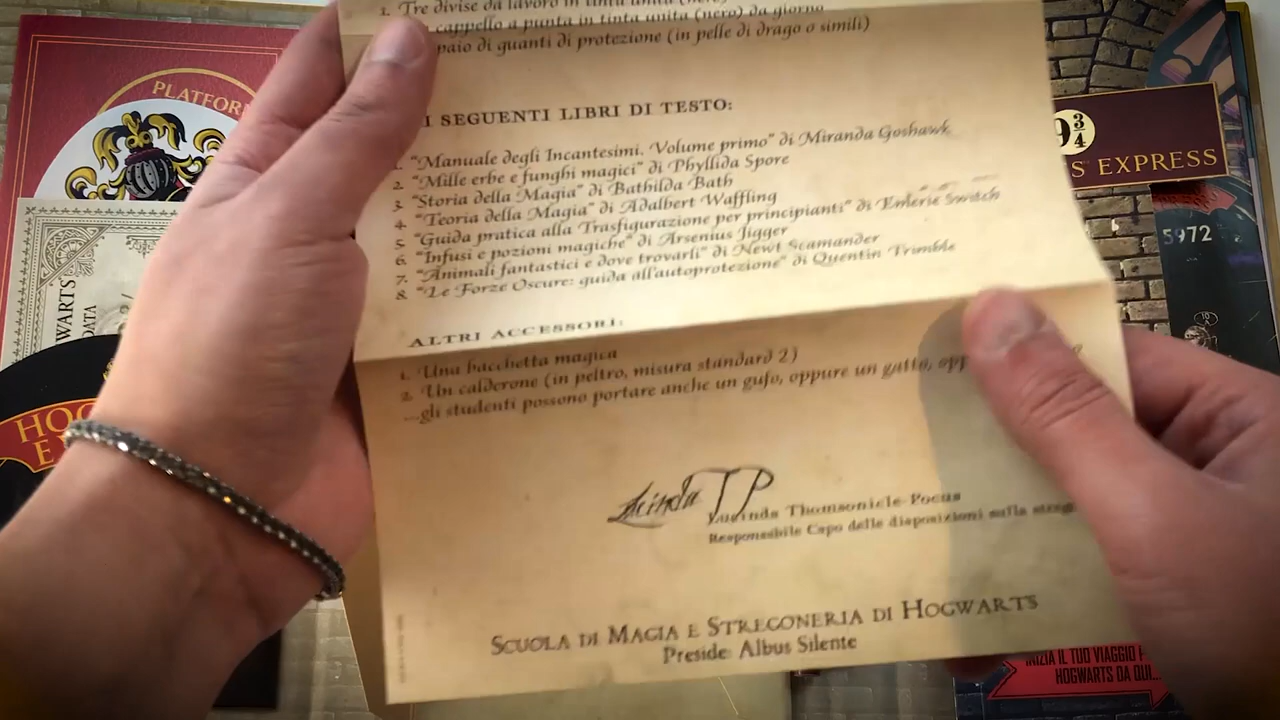 1. Tre divise da lavoro in tinta unita (nero)
cappello a punta in tinta unita (nero) da giorno
paio di guanti di protezione (in pelle di drago o simili)
I SEGUENTI LIBRI DI TESTO:
1. "Manuale degli Incantesimi, Volume primo" di Miranda Goshawk
2. "Mille erbe e funghi magici" di Phyllida Spore
3. "Storia della Magia" di Bathilda Bath
4. "Teoria della Magia" di Adalbert Waffling
5. "Guida pratica alla Trasfigurazione per principianti" di Emeric Switch
6. "Infusi e pozioni magiche" di Arsenius Jigger
7. "Animali fantastici e dove trovarli" di Newt Scamander
8. "Le Forze Oscure: guida all'autoprotezione" di Quentin Trimble
ALTRI ACCESSORI:
1. Una bacchetta magica
2. Un calderone (in peltro, misura standard 2)
...gli studenti possono portare anche un gufo, oppure un gatto, opp
Lucinda Thomsonicle-Pocus
Responsabile Capo delle disposizioni sulla
SCUOLA DI MAGIA E STREGONERIA DI HOGWARTS
Preside: Albus Silente
PLATFOR
WARTS
DATA
HOG
E
9¾
S EXPRESS
5972
INIZIA IL TUO VIAGGIO
HOGWARTS DA QUI...